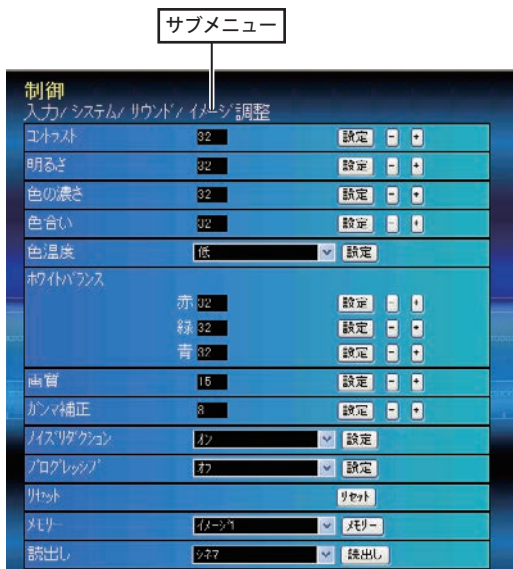 サブメニュー
制御
入力/ システム/ サウンド/ イメージ調整
コントラスト 32 設定 - +
明るさ 32 設定 - +
色の濃さ 32 設定 - +
色合い 32 設定 - +
色温度 低 設定
ホワイトバランス
赤 32 設定 - +
緑 32 設定 - +
青 32 設定 - +
画質 15 設定 - +
ガンマ補正 8 設定 - +
ノイズリダクション オン 設定
プログレッシブ オフ 設定
リセット リセット
メモリー イメージ1 メモリー
読出し シネマ 読出し